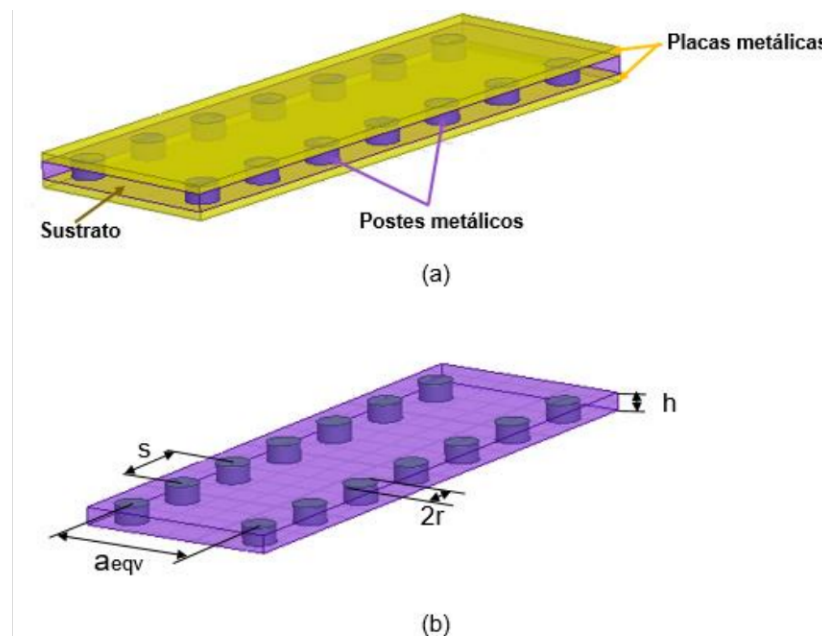 Placas metálicas
Sustrato
Postes metálicos
(a)
s
h
2r
aeqv
(b)